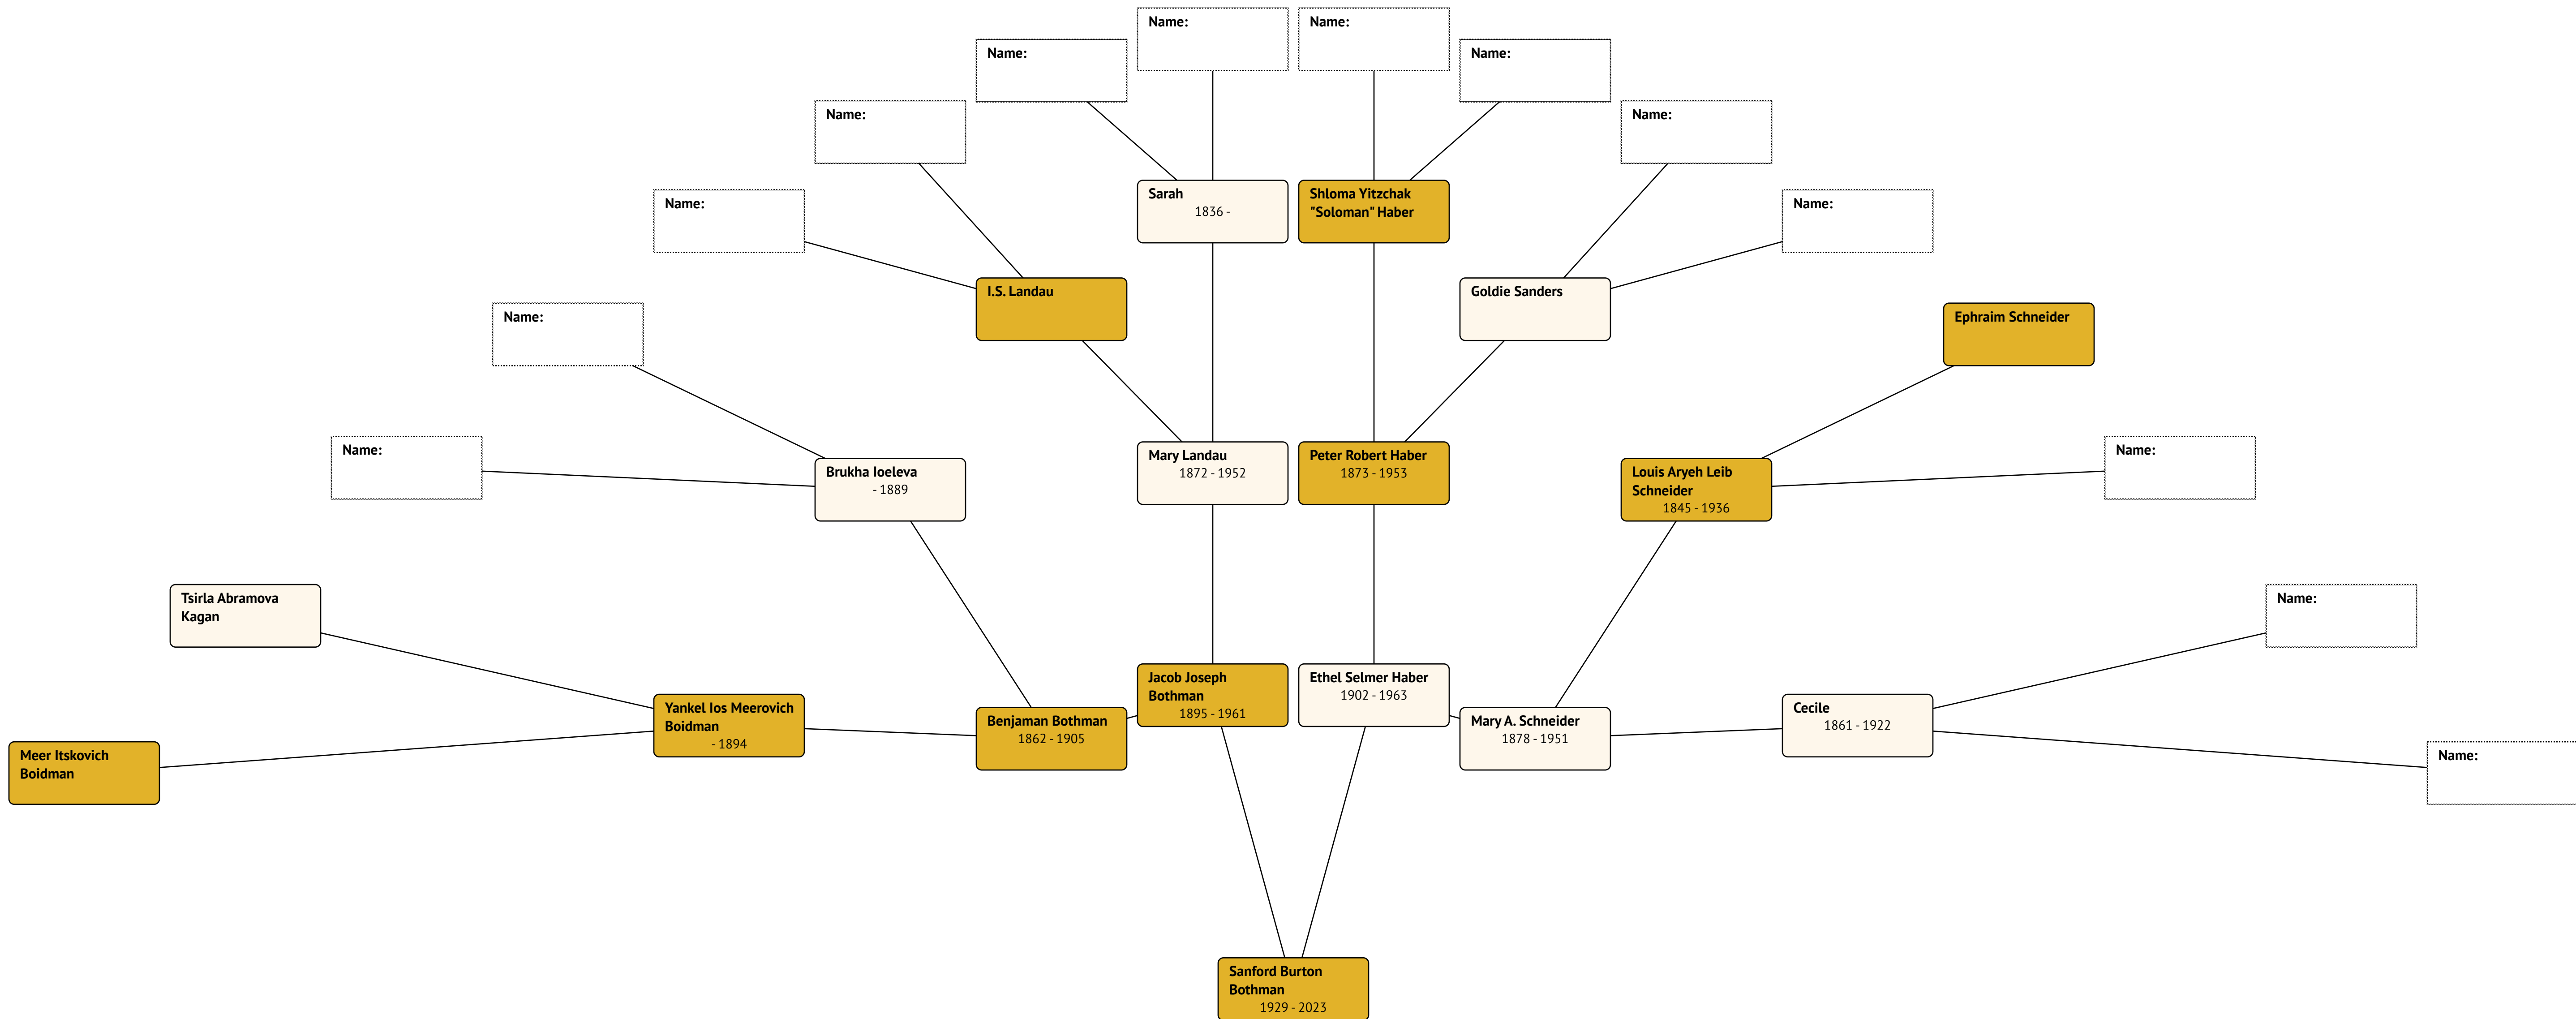 Name:
Name:
Name:
Name:
Name:
Name:
Sarah
1836 -
Shloma Yitzchak
"Soloman" Haber
Name:
Name:
I.S. Landau
Goldie Sanders
Name:
Ephraim Schneider
Name:
Brukha Ioeleva
- 1889
Mary Landau
1872 - 1952
Peter Robert Haber
1873 - 1953
Louis Aryeh Leib
Schneider
1845 - 1936
Name:
Tsirla Abramova
Kagan
Name:
Yankel Ios Meerovich
Boidman
- 1894
Benjaman Bothman
1862 - 1905
Jacob Joseph
Bothman
1895 - 1961
Ethel Selmer Haber
1902 - 1963
Mary A. Schneider
1878 - 1951
Cecile
1861 - 1922
Meer Itskovich
Boidman
Name:
Sanford Burton
Bothman
1929 - 2023